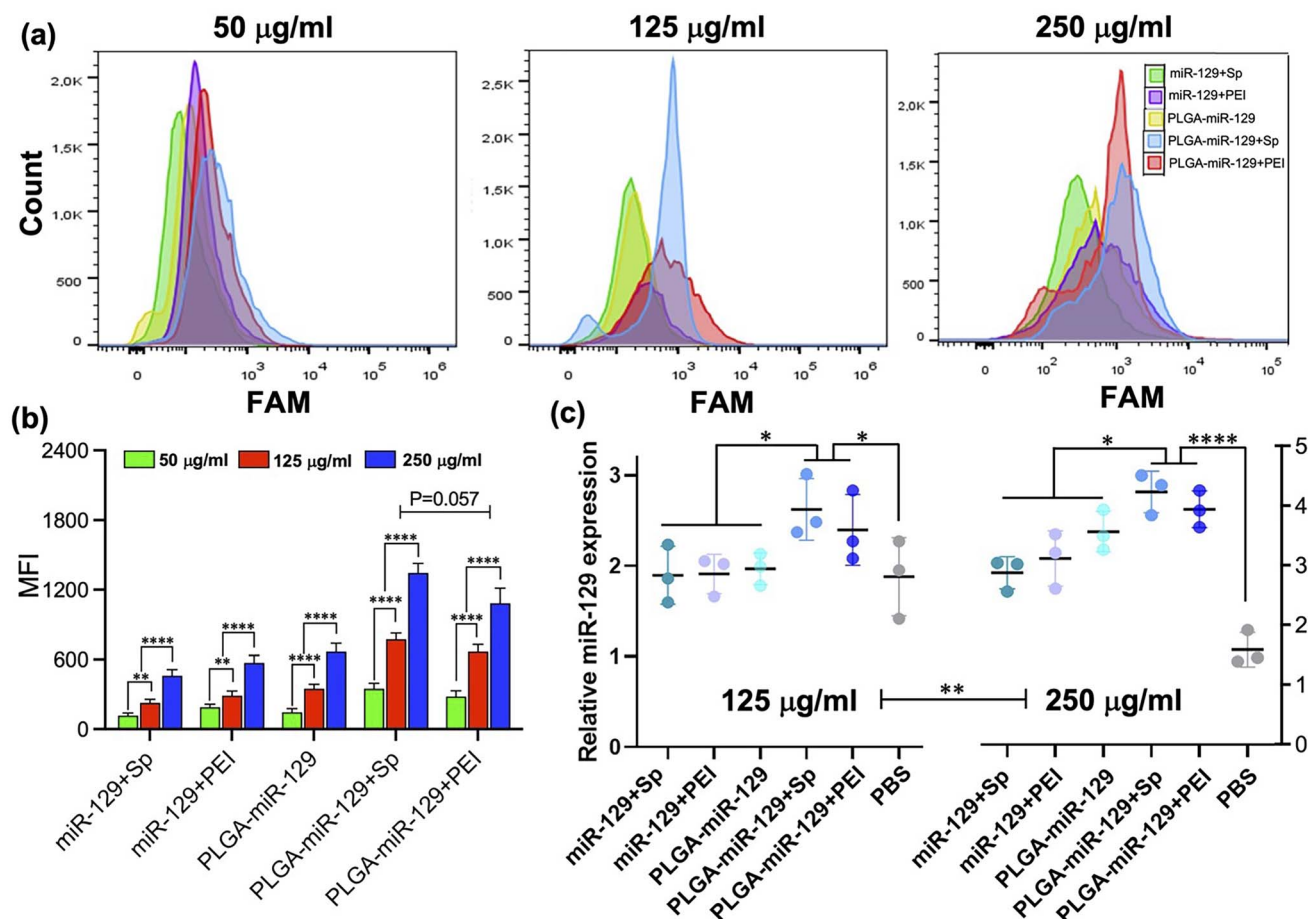 (a)
50 μg/ml
125 μg/ml
250 μg/ml
Count
2,0K
1,5K
1,0K
500
0
0
10³
10⁴
10⁵
10⁶
FAM
2,5K
2,0K
1,5K
1,0K
500
0
0
10³
10⁴
10⁵
10⁶
FAM
2,0K
1,5K
1,0K
500
0
0
10²
10³
10⁴
10⁵
FAM
miR-129+Sp
miR-129+PEI
PLGA-miR-129
PLGA-miR-129+Sp
PLGA-miR-129+PEI
(b)
MFI
2400
1800
1200
600
0
50 μg/ml
125 μg/ml
250 μg/ml
P=0.057
**
****
**
****
****
****
****
****
****
****
miR-129+Sp
miR-129+PEI
PLGA-miR-129
PLGA-miR-129+Sp
PLGA-miR-129+PEI
(c)
Relative miR-129 expression
3
2
1
0
*
*
125 μg/ml
**
miR-129+Sp
miR-129+PEI
PLGA-miR-129
PLGA-miR-129+Sp
PLGA-miR-129+PEI
PBS
*
****
250 μg/ml
5
4
3
2
1
0
miR-129+Sp
miR-129+PEI
PLGA-miR-129
PLGA-miR-129+Sp
PLGA-miR-129+PEI
PBS